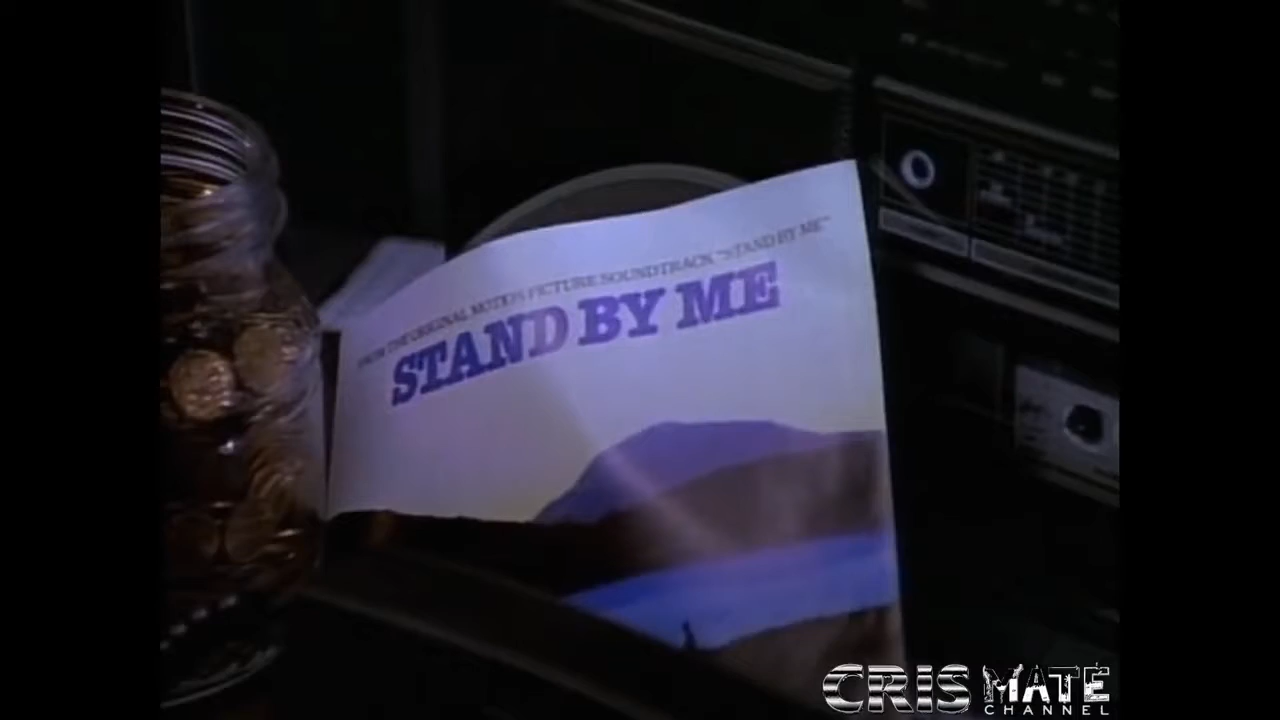 FROM THE ORIGINAL MOTION PICTURE SOUNDTRACK "STAND BY ME"
STAND BY ME
CRIS MATE
CHANNEL